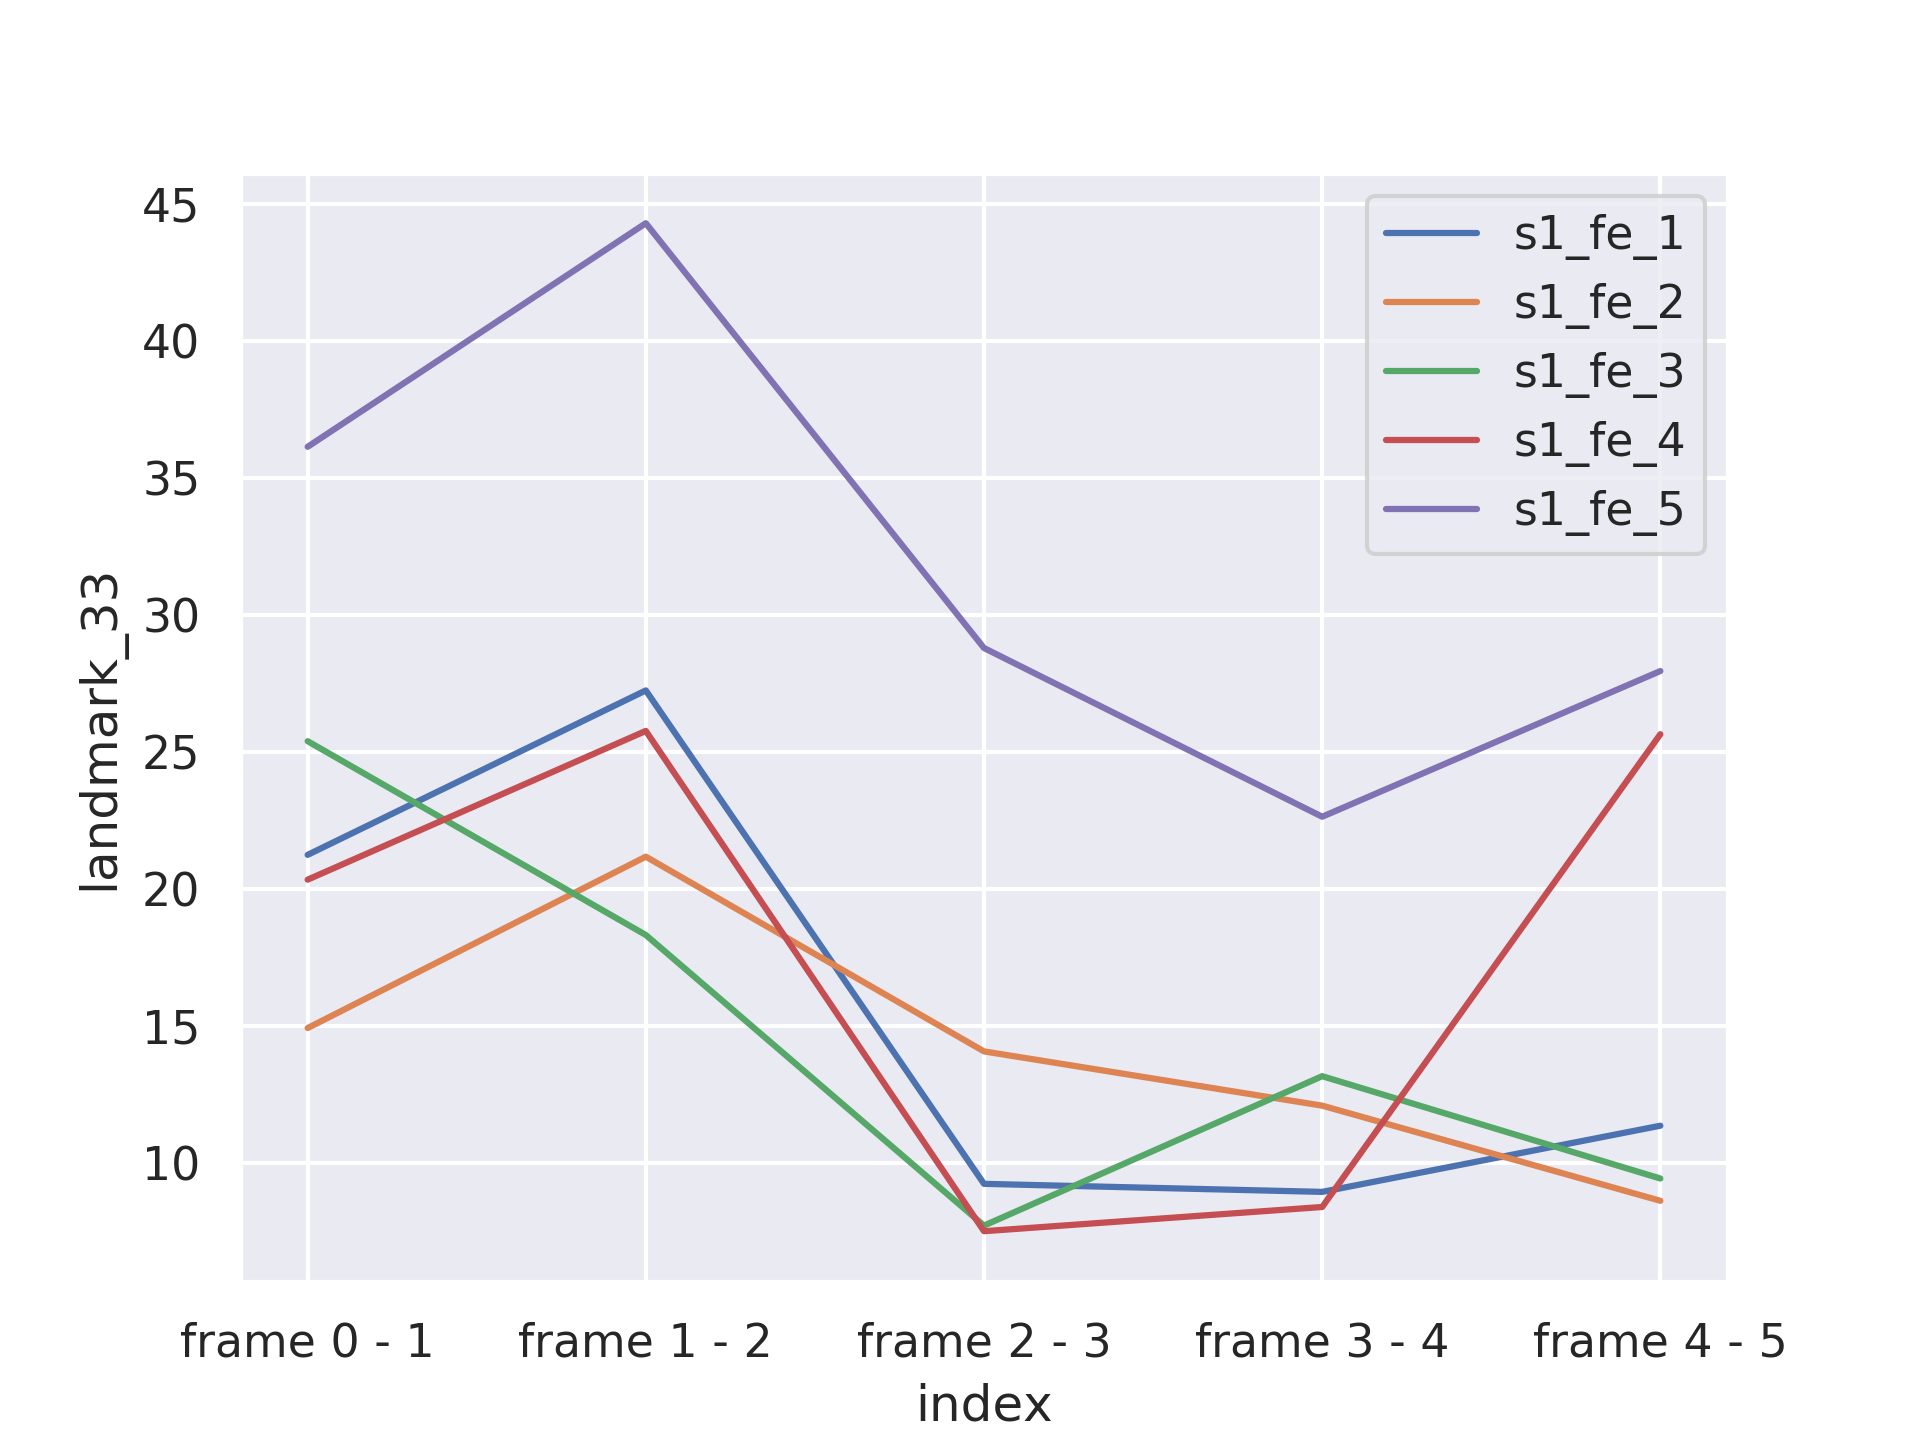 45
40
35
30
25
20
15
10
landmark_33
s1_fe_1
s1_fe_2
s1_fe_3
s1_fe_4
s1_fe_5
frame 0 - 1
frame 1 - 2
frame 2 - 3
frame 3 - 4
frame 4 - 5
index